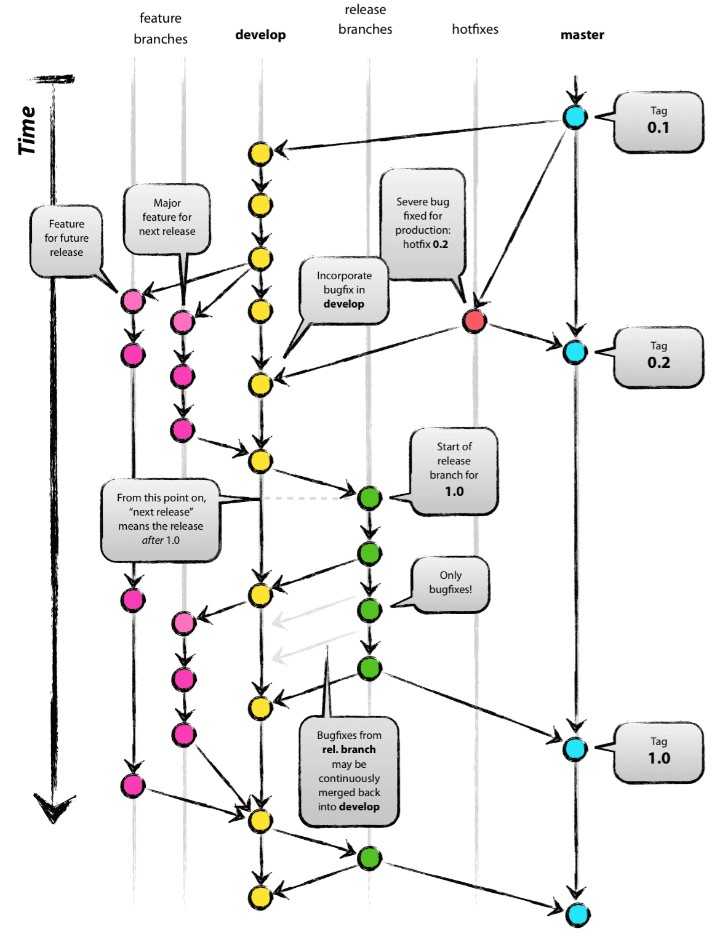 feature
branches
develop
release
branches
hotfixes
master
Time
Tag
0.1
Feature
for future
release
Major
feature for
next release
Severe bug
fixed for
production:
hotfix 0.2
Incorporate
bugfix in
develop
Tag
0.2
Start of
release
branch for
1.0
From this point on,
“next release”
means the release
after 1.0
Only
bugfixes!
Bugfixes from
rel. branch
may be
continuously
merged back
into develop
Tag
1.0